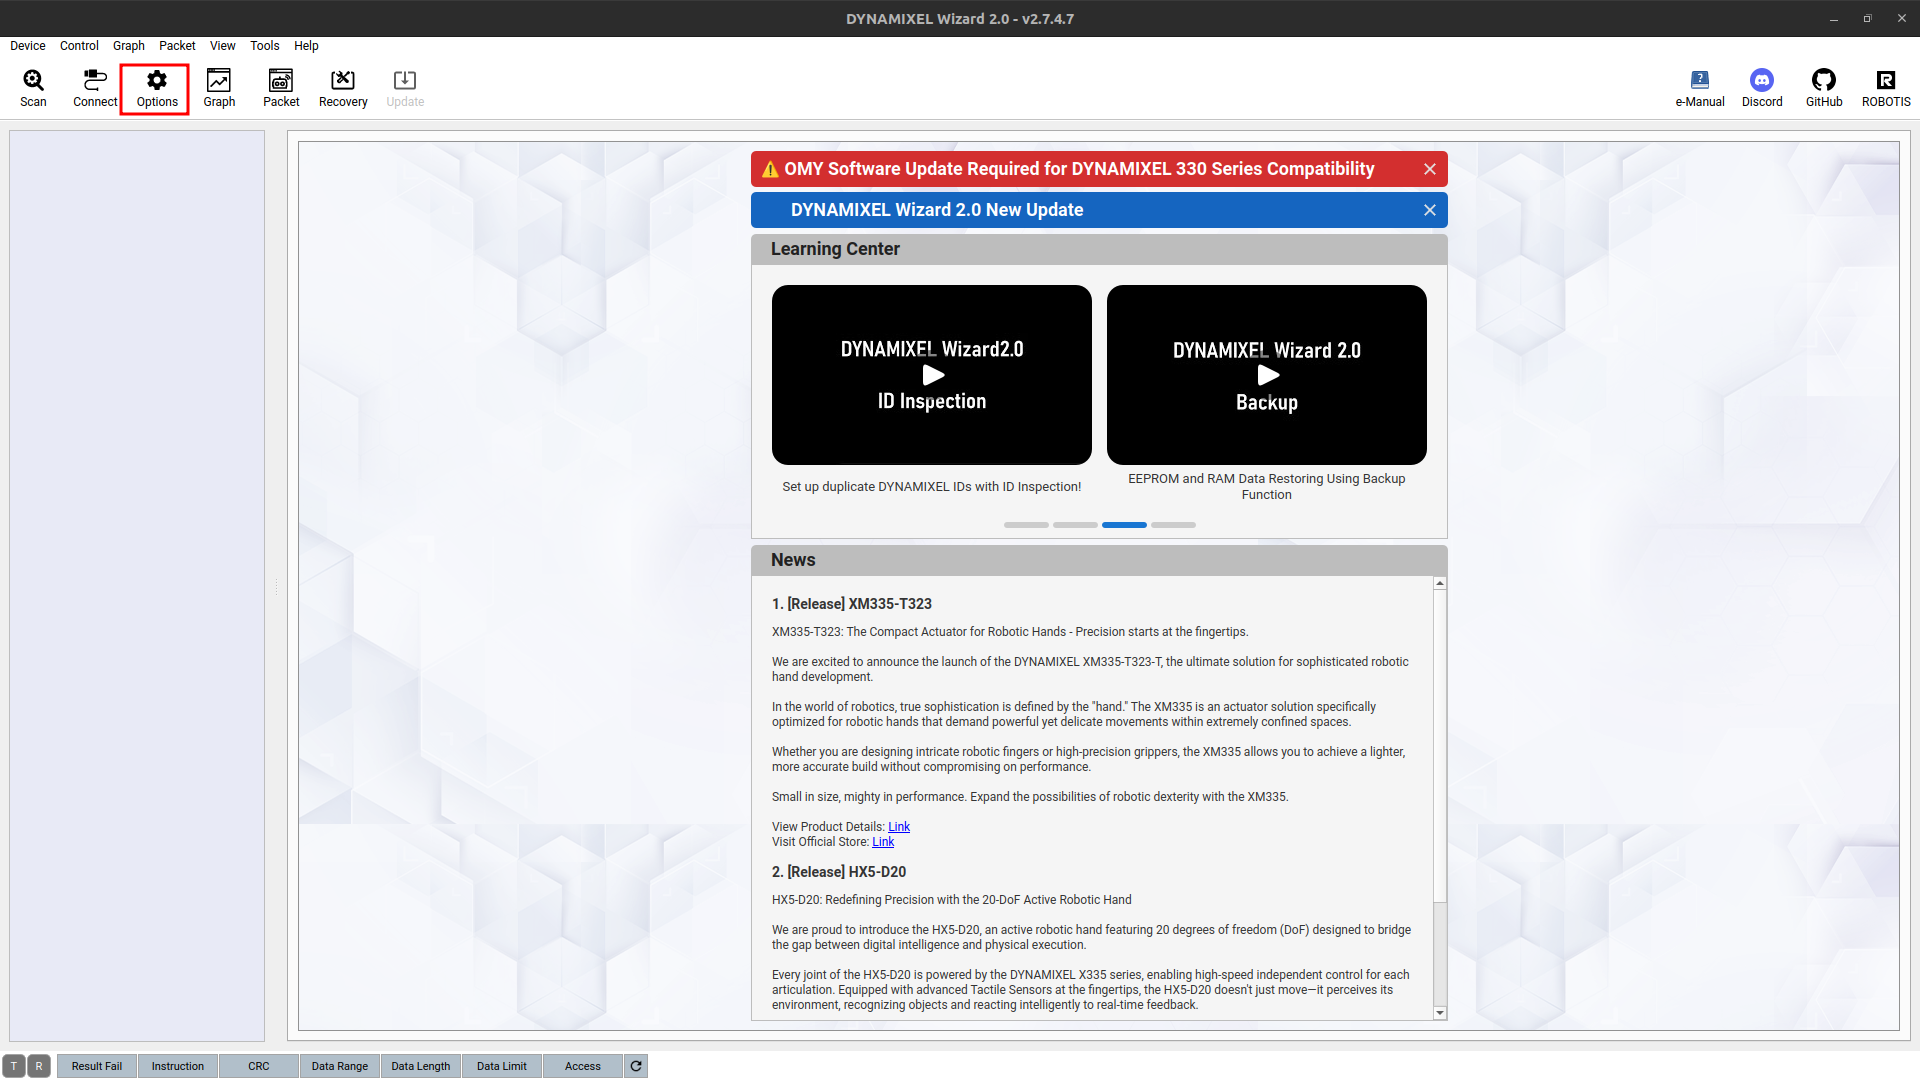 DYNAMIXEL Wizard 2.0 - v2.7.4.7
Device Control Graph Packet View Tools Help
Scan Connect Options Graph Packet Recovery Update e-Manual Discord GitHub ROBOTIS
OMY Software Update Required for DYNAMIXEL 330 Series Compatibility
DYNAMIXEL Wizard 2.0 New Update
Learning Center
DYNAMIXEL Wizard2.0
ID Inspection
Set up duplicate DYNAMIXEL IDs with ID Inspection!
DYNAMIXEL Wizard 2.0
Backup
EEPROM and RAM Data Restoring Using Backup
Function
News
1. [Release] XM335-T323
XM335-T323: The Compact Actuator for Robotic Hands - Precision starts at the fingertips.
We are excited to announce the launch of the DYNAMIXEL XM335-T323-T, the ultimate solution for sophisticated robotic
hand development.
In the world of robotics, true sophistication is defined by the "hand." The XM335 is an actuator solution specifically
optimized for robotic hands that demand powerful yet delicate movements within extremely confined spaces.
Whether you are designing intricate robotic fingers or high-precision grippers, the XM335 allows you to achieve a lighter,
more accurate build without compromising on performance.
Small in size, mighty in performance. Expand the possibilities of robotic dexterity with the XM335.
View Product Details: Link
Visit Official Store: Link
2. [Release] HX5-D20
HX5-D20: Redefining Precision with the 20-DoF Active Robotic Hand
We are proud to introduce the HX5-D20, an active robotic hand featuring 20 degrees of freedom (DoF) designed to bridge
the gap between digital intelligence and physical execution.
Every joint of the HX5-D20 is powered by the DYNAMIXEL X335 series, enabling high-speed independent control for each
articulation. Equipped with advanced Tactile Sensors at the fingertips, the HX5-D20 doesn't just move—it perceives its
environment, recognizing objects and reacting intelligently to real-time feedback.
T R Result Fail Instruction CRC Data Range Data Length Data Limit Access